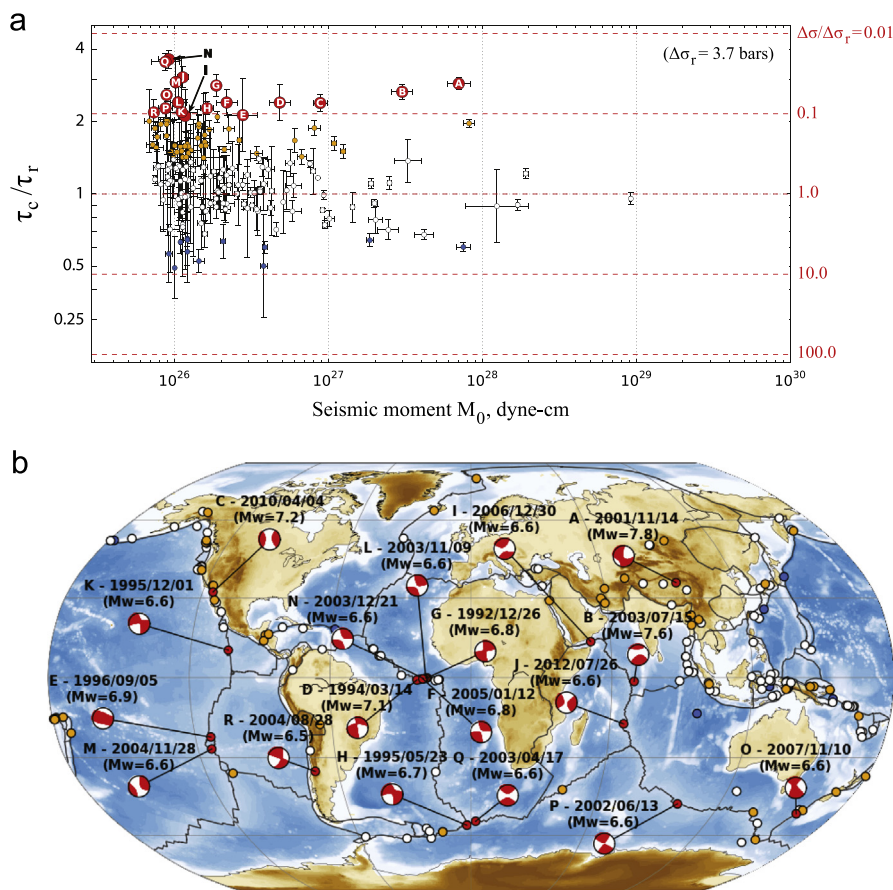 a
4
2
1
0.5
0.25
τc/τr
N
I
Q
N
J
M
S
O
L
P
R
K
H
F
E
D
C
B
A
(Δσr = 3.7 bars)
Δσ/Δσr = 0.01
0.1
1.0
10.0
100.0
10^26
10^27
10^28
10^29
10^30
Seismic moment M0, dyne-cm
b
C - 2010/04/04
(Mw=7.2)
I - 2006/12/30
(Mw=6.6)
A - 2001/11/14
(Mw=7.8)
L - 2003/11/09
(Mw=6.6)
K - 1995/12/01
(Mw=6.6)
N - 2003/12/21
(Mw=6.6)
G - 1992/12/26
(Mw=6.8)
B - 2003/07/15
(Mw=7.6)
E - 1996/09/05
(Mw=6.9)
D - 1994/03/14
(Mw=7.1)
F
2005/01/12
(Mw=6.8)
J - 2012/07/26
(Mw=6.6)
R - 2004/08/28
(Mw=6.5)
M - 2004/11/28
(Mw=6.6)
H - 1995/05/23
(Mw=6.7)
Q - 2003/04/17
(Mw=6.6)
O - 2007/11/10
(Mw=6.6)
P - 2002/06/13
(Mw=6.6)